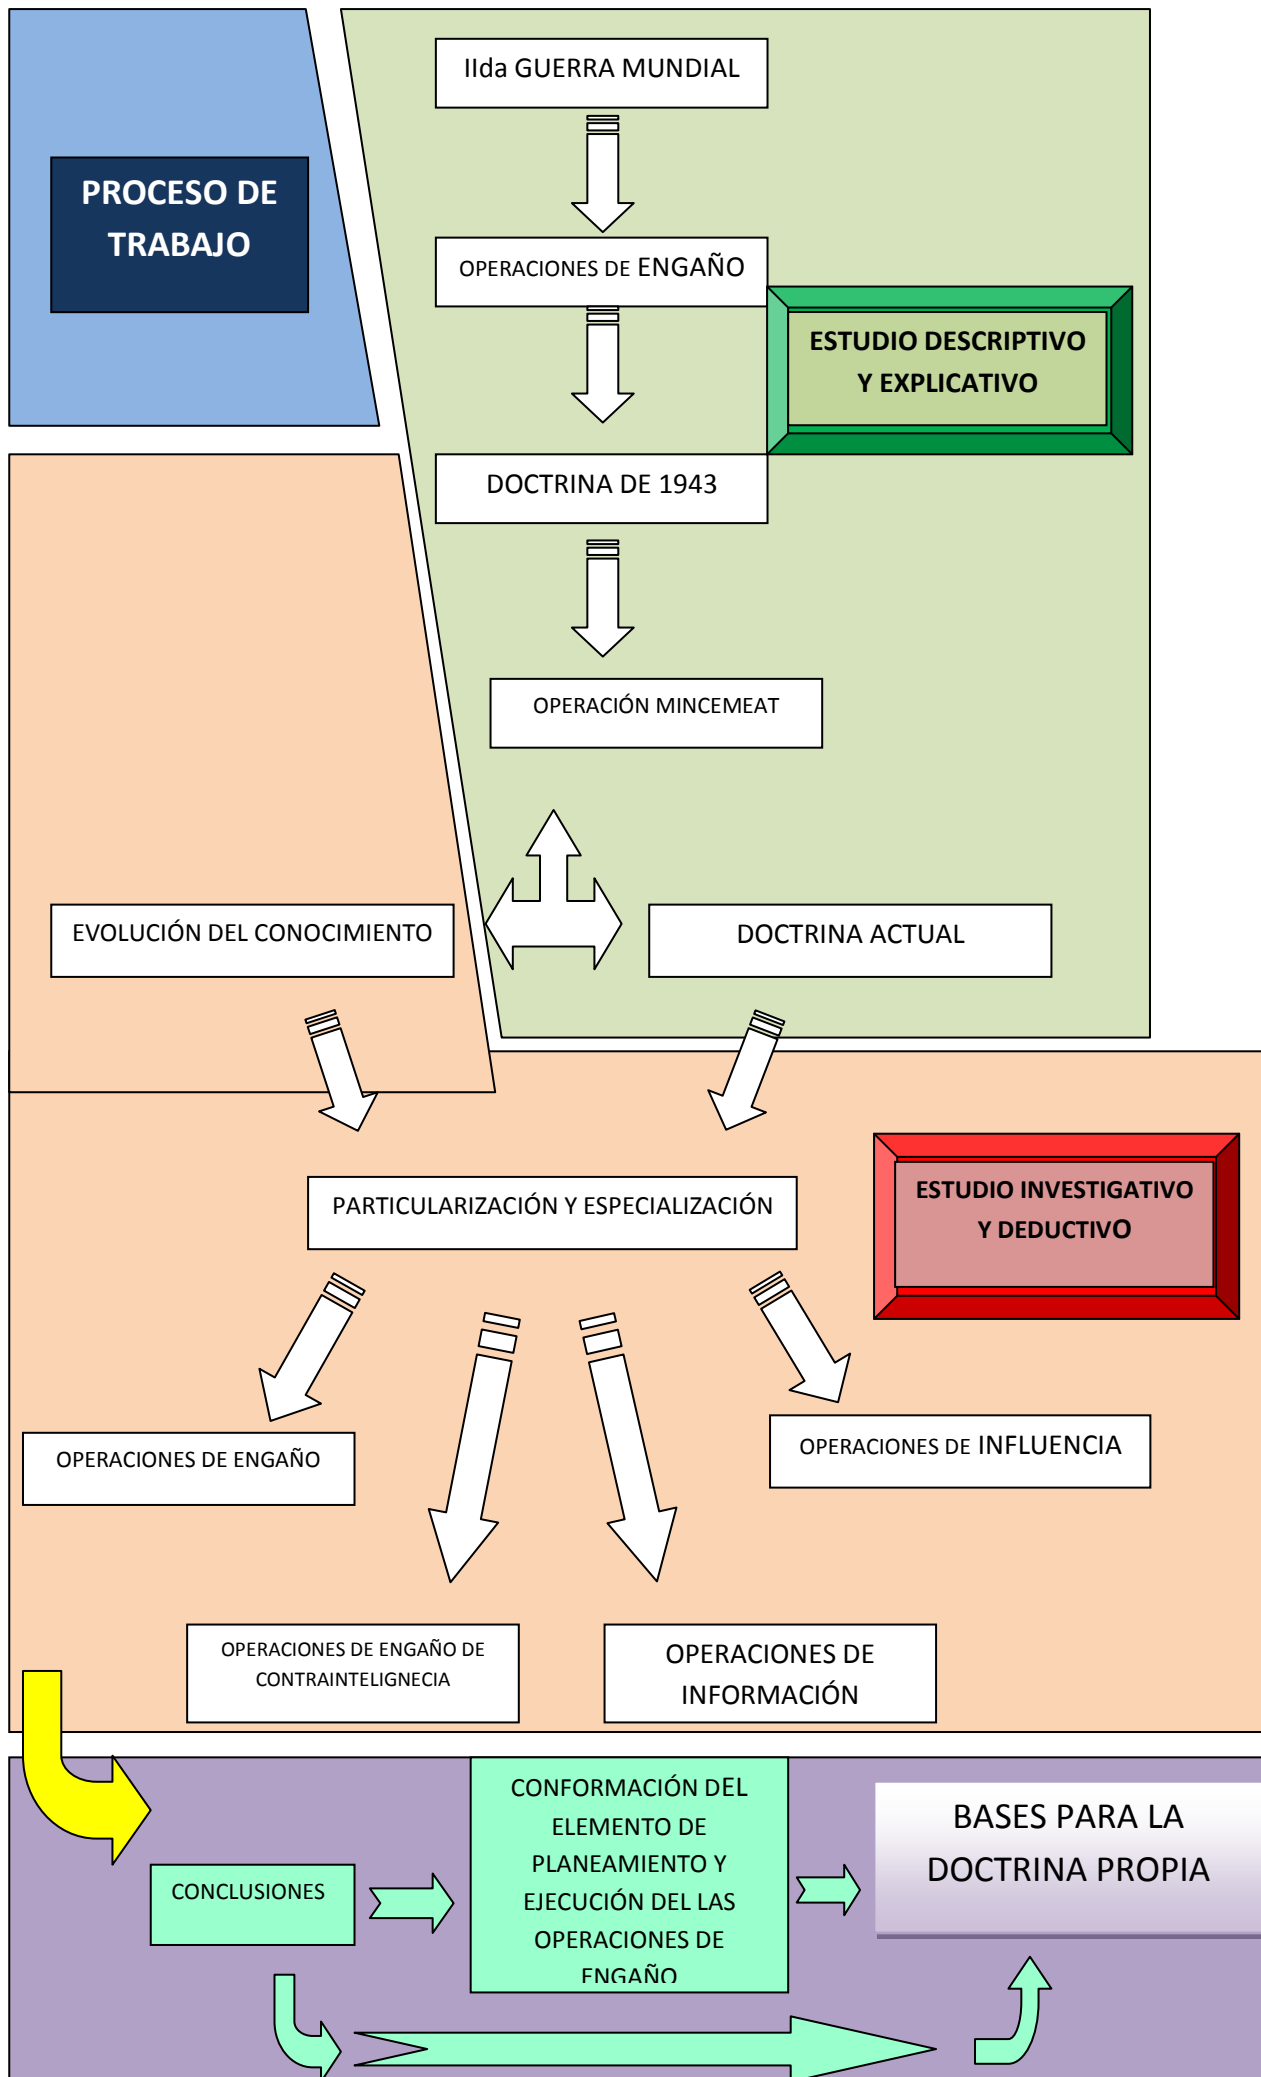 IIda GUERRA MUNDIAL
PROCESO DE
TRABAJO
OPERACIONES DE ENGAÑO
ESTUDIO DESCRIPTIVO
Y EXPLICATIVO
DOCTRINA DE 1943
OPERACIÓN MINCEMEAT
EVOLUCIÓN DEL CONOCIMIENTO
DOCTRINA ACTUAL
PARTICULARIZACIÓN Y ESPECIALIZACIÓN
ESTUDIO INVESTIGATIVO
Y DEDUCTIVO
OPERACIONES DE ENGAÑO
OPERACIONES DE INFLUENCIA
OPERACIONES DE ENGAÑO DE
CONTRAINTELIGNECIA
OPERACIONES DE
INFORMACIÓN
CONCLUSIONES
CONFORMACIÓN DEL
ELEMENTO DE
PLANEAMIENTO Y
EJECUCIÓN DEL LAS
OPERACIONES DE
ENGAÑO
BASES PARA LA
DOCTRINA PROPIA